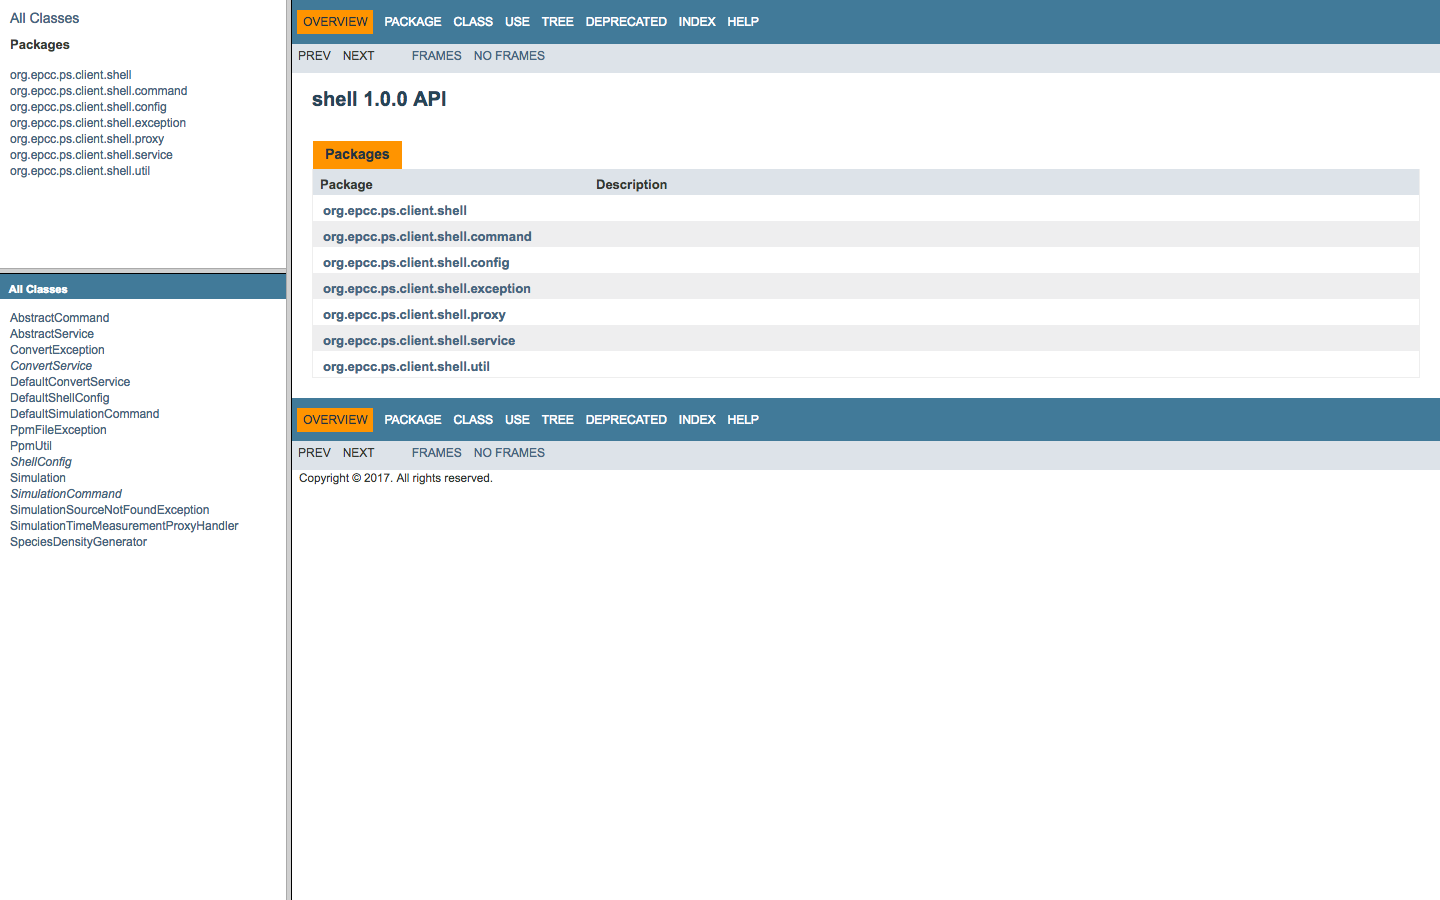 All Classes
Packages
org.epcc.ps.client.shell
org.epcc.ps.client.shell.command
org.epcc.ps.client.shell.config
org.epcc.ps.client.shell.exception
org.epcc.ps.client.shell.proxy
org.epcc.ps.client.shell.service
org.epcc.ps.client.shell.util
All Classes
AbstractCommand
AbstractService
ConvertException
ConvertService
DefaultConvertService
DefaultShellConfig
DefaultSimulationCommand
PpmFileException
PpmUtil
ShellConfig
Simulation
SimulationCommand
SimulationSourceNotFoundException
SimulationTimeMeasurementProxyHandler
SpeciesDensityGenerator
OVERVIEW PACKAGE CLASS USE TREE DEPRECATED INDEX HELP
PREV NEXT FRAMES NO FRAMES
shell 1.0.0 API
Packages
Package Description
org.epcc.ps.client.shell
org.epcc.ps.client.shell.command
org.epcc.ps.client.shell.config
org.epcc.ps.client.shell.exception
org.epcc.ps.client.shell.proxy
org.epcc.ps.client.shell.service
org.epcc.ps.client.shell.util
OVERVIEW PACKAGE CLASS USE TREE DEPRECATED INDEX HELP
PREV NEXT FRAMES NO FRAMES
Copyright © 2017. All rights reserved.